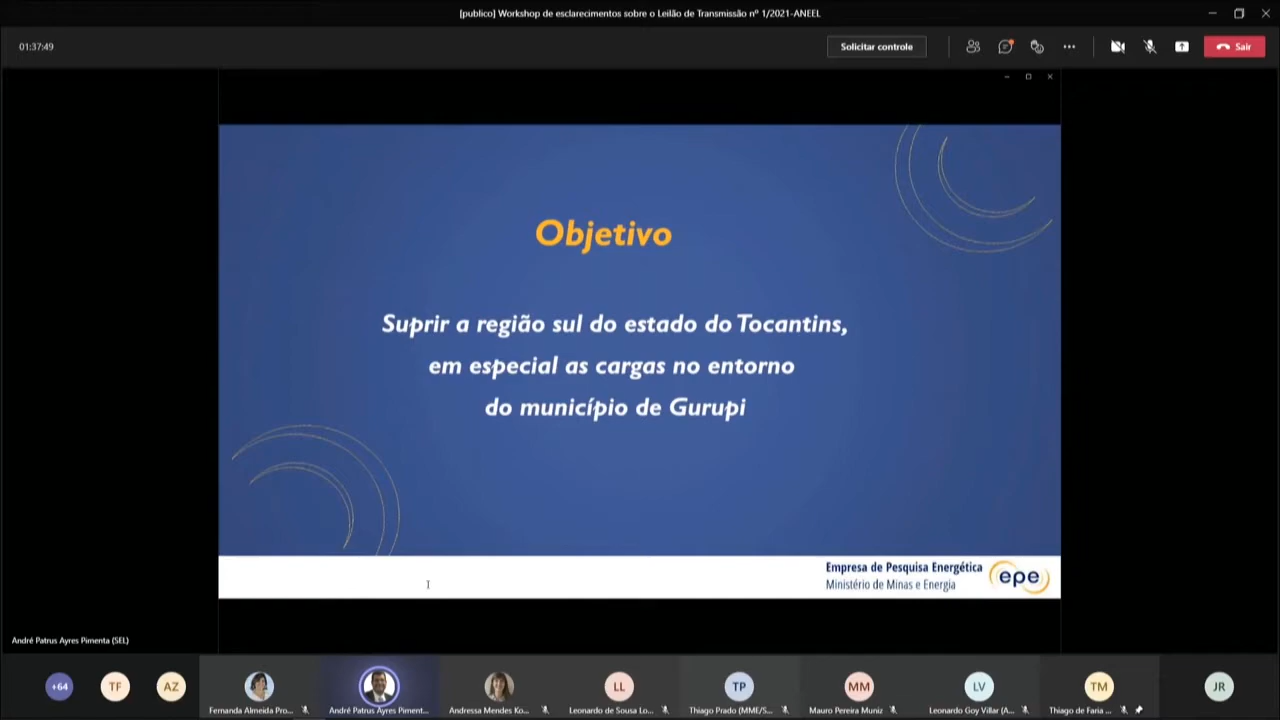 [publico] Workshop de esclarecimentos sobre o Leilão de Transmissão nº 1/2021-ANEEL
01:37:49
Solicitar controle
Sair
Objetivo
Suprir a região sul do estado do Tocantins,
em especial as cargas no entorno
do município de Gurupi
Empresa de Pesquisa Energética
Ministério de Minas e Energia
epe
André Patrus Ayres Pimenta (SEL)
+64
TF
AZ
LL
TP
MM
LV
TM
JR
Fernanda Almeida Pro...
André Patrus Ayres Piment...
Andressa Mendes Ko...
Leonardo de Sousa Lo...
Thiago Prado (MME/S...
Mauro Pereira Muniz
Leonardo Goy Villar (A...
Thiago de Faria ...